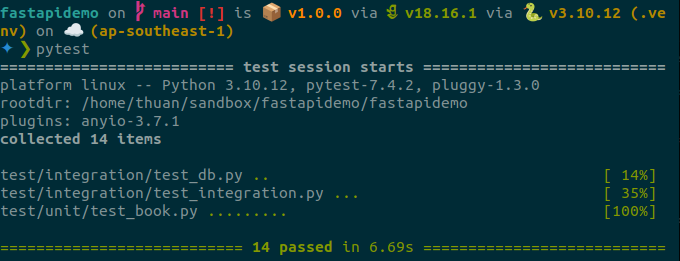 fastapidemo on main [!] is 📦 v1.0.0 via v18.16.1 via 🐍 v3.10.12 (.ve
nv) on ☁️ (ap-southeast-1)
✦ ❯ pytest
========================== test session starts ===========================
platform linux -- Python 3.10.12, pytest-7.4.2, pluggy-1.3.0
rootdir: /home/thuan/sandbox/fastapidemo/fastapidemo
plugins: anyio-3.7.1
collected 14 items
test/integration/test_db.py .. [ 14%]
test/integration/test_integration.py ... [ 35%]
test/unit/test_book.py ......... [100%]
=========================== 14 passed in 6.69s ===========================